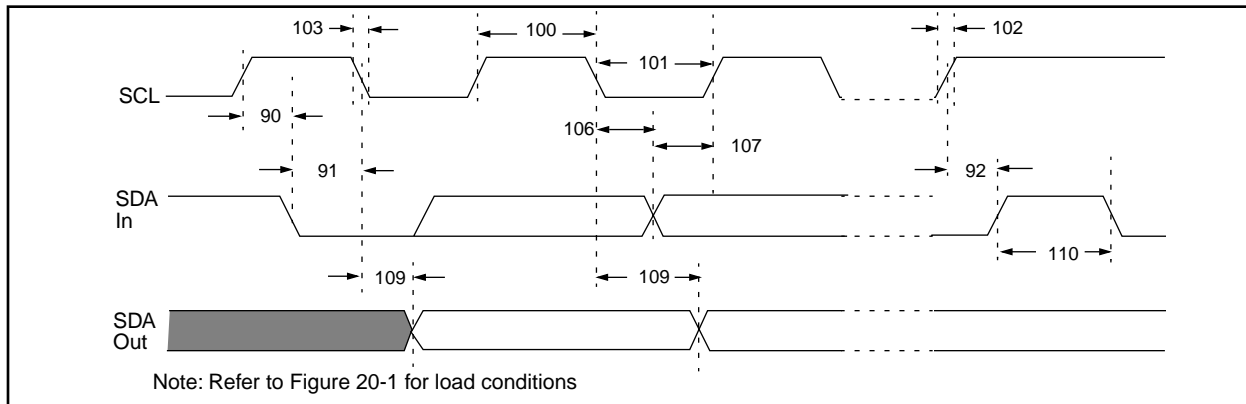 103
100
102
101
SCL
90
106
107
91
92
SDA
In
109
109
110
SDA
Out
Note: Refer to Figure 20-1 for load conditions